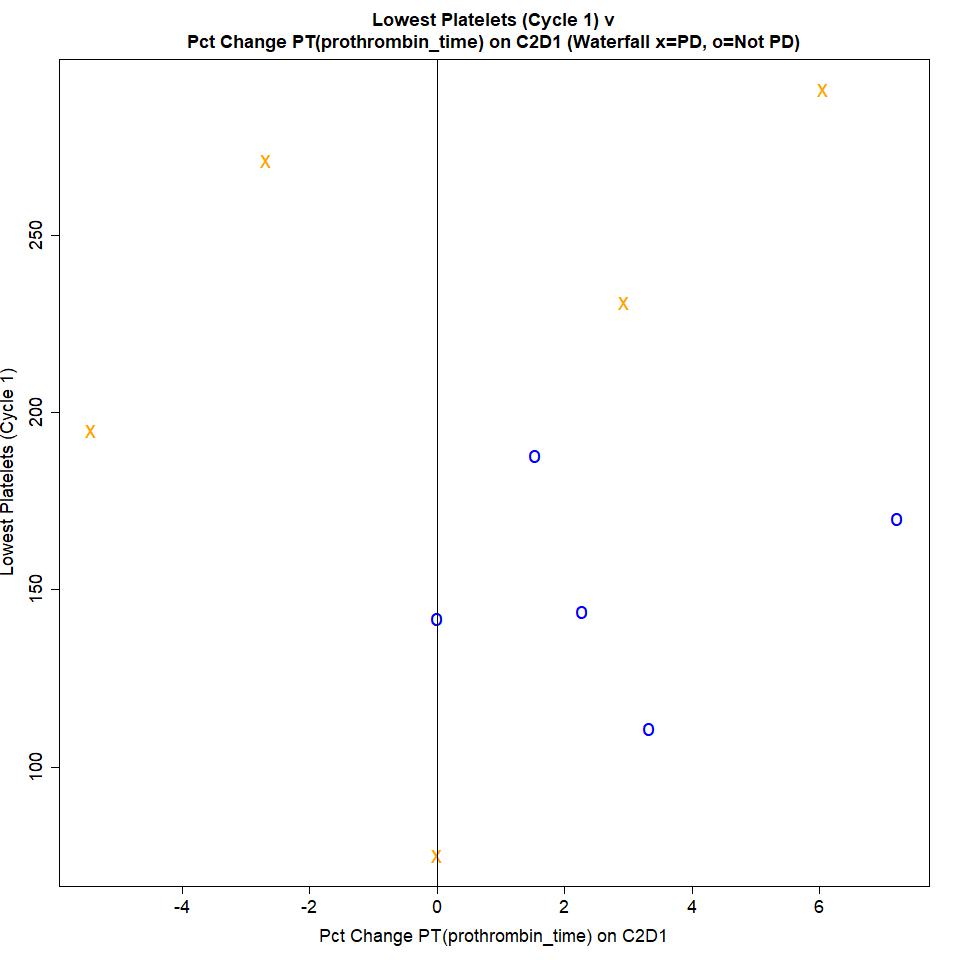 Lowest Platelets (Cycle 1) v
Pct Change PT(prothrombin_time) on C2D1 (Waterfall x=PD, o=Not PD)
Lowest Platelets (Cycle 1)
250
200
150
100
X
X
X
X
O
O
O
O
O
X
-4
-2
0
2
4
6
Pct Change PT(prothrombin_time) on C2D1